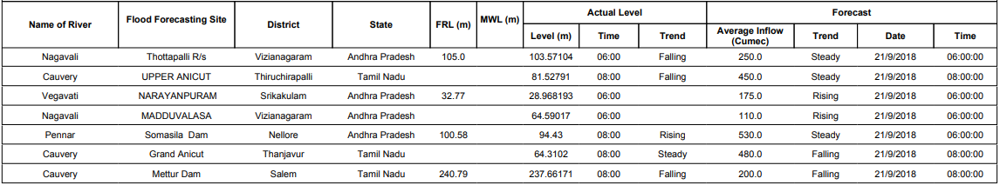 Name of River Flood Forecasting Site District State FRL (m) MWL (m) Actual Level Forecast
Level (m) Time Trend Average Inflow (Cumec) Trend Date Time
Nagavali Thottapalli R/s Vizianagaram Andhra Pradesh 105.0 103.57104 06:00 Falling 250.0 Steady 21/9/2018 06:00:00
Cauvery UPPER ANICUT Thiruchirapalli Tamil Nadu 81.52791 08:00 Falling 450.0 Steady 21/9/2018 08:00:00
Vegavati NARAYANPURAM Srikakulam Andhra Pradesh 32.77 28.968193 06:00 175.0 Rising 21/9/2018 06:00:00
Nagavali MADDUVALASA Vizianagaram Andhra Pradesh 64.59017 06:00 110.0 Rising 21/9/2018 06:00:00
Pennar Somasila Dam Nellore Andhra Pradesh 100.58 94.43 08:00 Rising 530.0 Steady 21/9/2018 06:00:00
Cauvery Grand Anicut Thanjavur Tamil Nadu 64.3102 08:00 Steady 480.0 Falling 21/9/2018 08:00:00
Cauvery Mettur Dam Salem Tamil Nadu 240.79 237.66171 08:00 Falling 200.0 Falling 21/9/2018 08:00:00